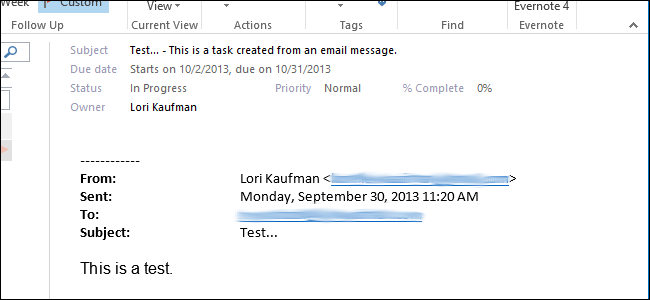 Week Custom View Evernote 4
Follow Up Current View Actions Tags Find Evernote
Subject Test... - This is a task created from an email message.
Due date Starts on 10/2/2013, due on 10/31/2013
Status In Progress Priority Normal % Complete 0%
Owner Lori Kaufman
------------
From: Lori Kaufman < >
Sent: Monday, September 30, 2013 11:20 AM
To:
Subject: Test...
This is a test.